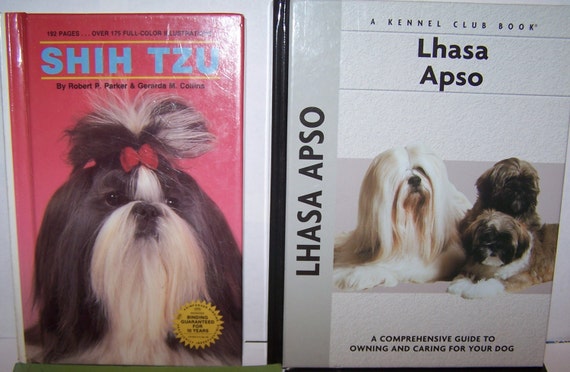 192 PAGES . . . OVER 175 FULL-COLOR ILLUSTRATIONS
SHIH TZU
By Robert P. Parker & Gerarda M. Collins
BINDING
GUARANTEED
FOR
10 YEARS
A KENNEL CLUB BOOK®
Lhasa
Apso
LHASA APSO
A COMPREHENSIVE GUIDE TO
OWNING AND CARING FOR YOUR DOG